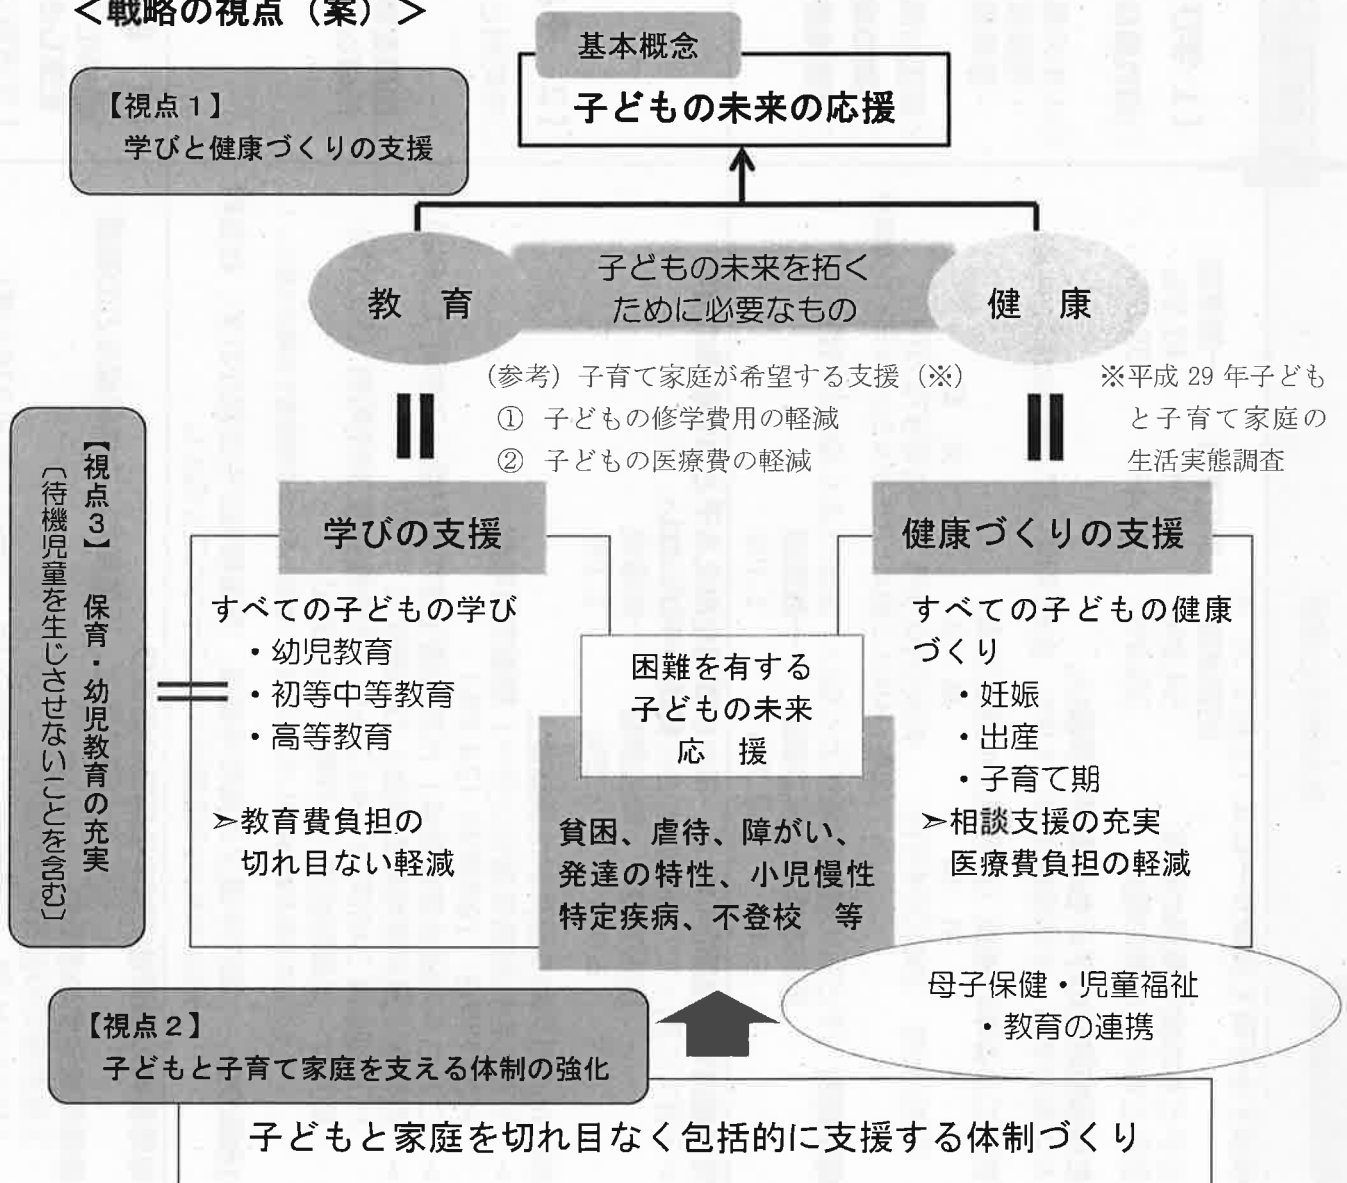 ＜戦略の視点（案）＞
基本概念
子どもの未来の応援
【視点１】
学びと健康づくりの支援
教　育
子どもの未来を拓く
ために必要なもの
健　康
（参考）子育て家庭が希望する支援（※）
①　子どもの修学費用の軽減
②　子どもの医療費の軽減
※平成 29 年子ども
と子育て家庭の
生活実態調査
【視点３】　保育・幼児教育の充実
〔待機児童を生じさせないことを含む〕
学びの支援
すべての子どもの学び
・幼児教育
・初等中等教育
・高等教育
➢教育費負担の
切れ目ない軽減
困難を有する
子どもの未来
応　援
貧困、虐待、障がい、
発達の特性、小児慢性
特定疾病、不登校　等
健康づくりの支援
すべての子どもの健康
づくり
・妊娠
・出産
・子育て期
➢相談支援の充実
医療費負担の軽減
母子保健・児童福祉
・教育の連携
【視点２】
子どもと子育て家庭を支える体制の強化
子どもと家庭を切れ目なく包括的に支援する体制づくり